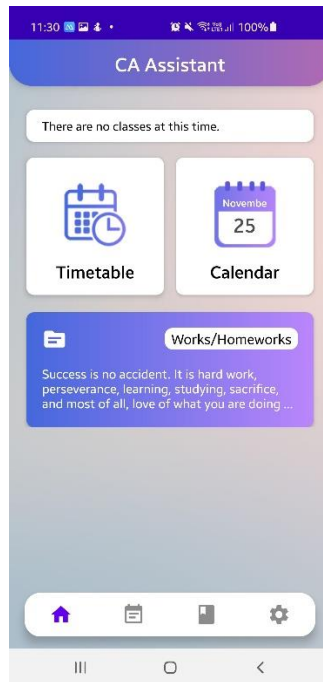 11:30 100%
CA Assistant
There are no classes at this time.
Novembe
25
Timetable Calendar
Works/Homeworks
Success is no accident. It is hard work,
perseverance, learning, studying, sacrifice,
and most of all, love of what you are doing ...